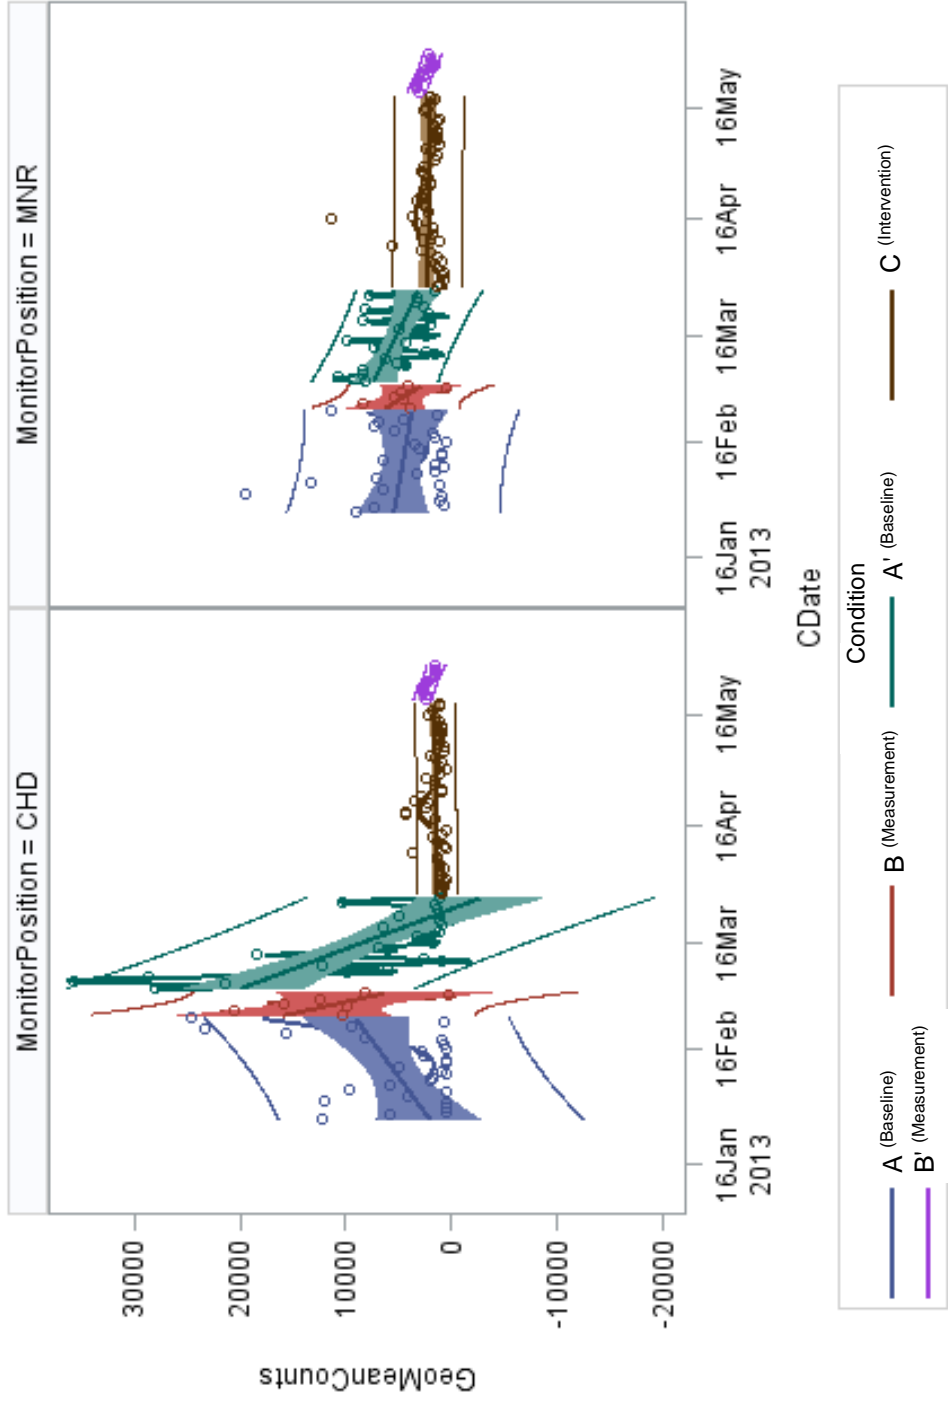 MonitorPosition = CHD
MonitorPosition = MNR
GeoMeanCounts
30000
20000
10000
0
-10000
-20000
16Jan 16Feb 16Mar 16Apr 16May
2013
16Jan 16Feb 16Mar 16Apr 16May
2013
CDate
Condition
A (Baseline) B (Measurement) A' (Baseline) C (Intervention)
B' (Measurement)